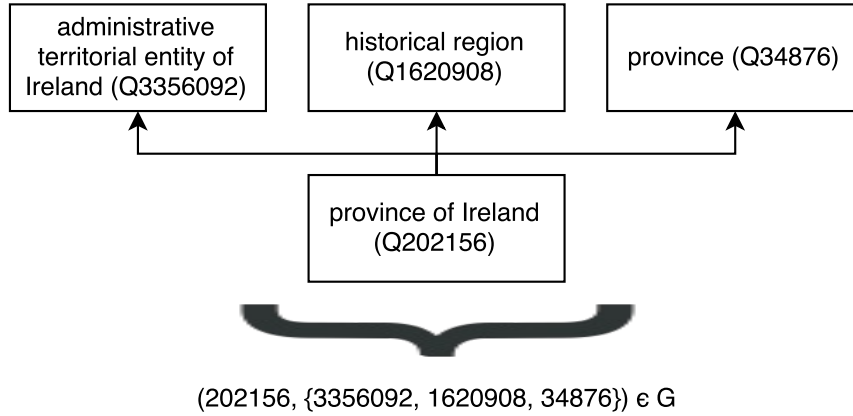 administrative
territorial entity of
Ireland (Q3356092)
historical region
(Q1620908)
province (Q34876)
province of Ireland
(Q202156)
(202156, {3356092, 1620908, 34876}) є G